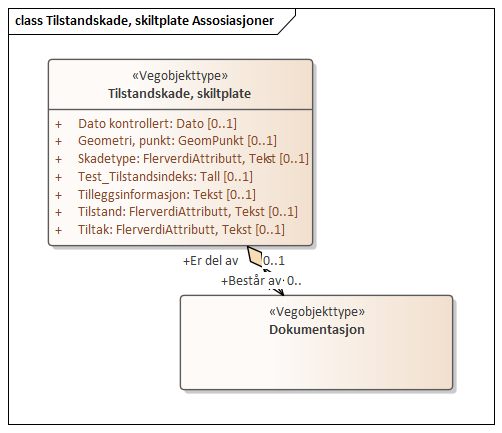 class Tilstandskade, skiltplate Assosiasjoner
«Vegobjekttype»
Tilstandskade, skiltplate
+ Dato kontrollert: Dato [0..1]
+ Geometri, punkt: GeomPunkt [0..1]
+ Skadetype: FlerverdiAttributt, Tekst [0..1]
+ Test_Tilstandsindeks: Tall [0..1]
+ Tilleggsinformasjon: Tekst [0..1]
+ Tilstand: FlerverdiAttributt, Tekst [0..1]
+ Tiltak: FlerverdiAttributt, Tekst [0..1]
+Er del av 0..1
+Består av 0..
«Vegobjekttype»
Dokumentasjon